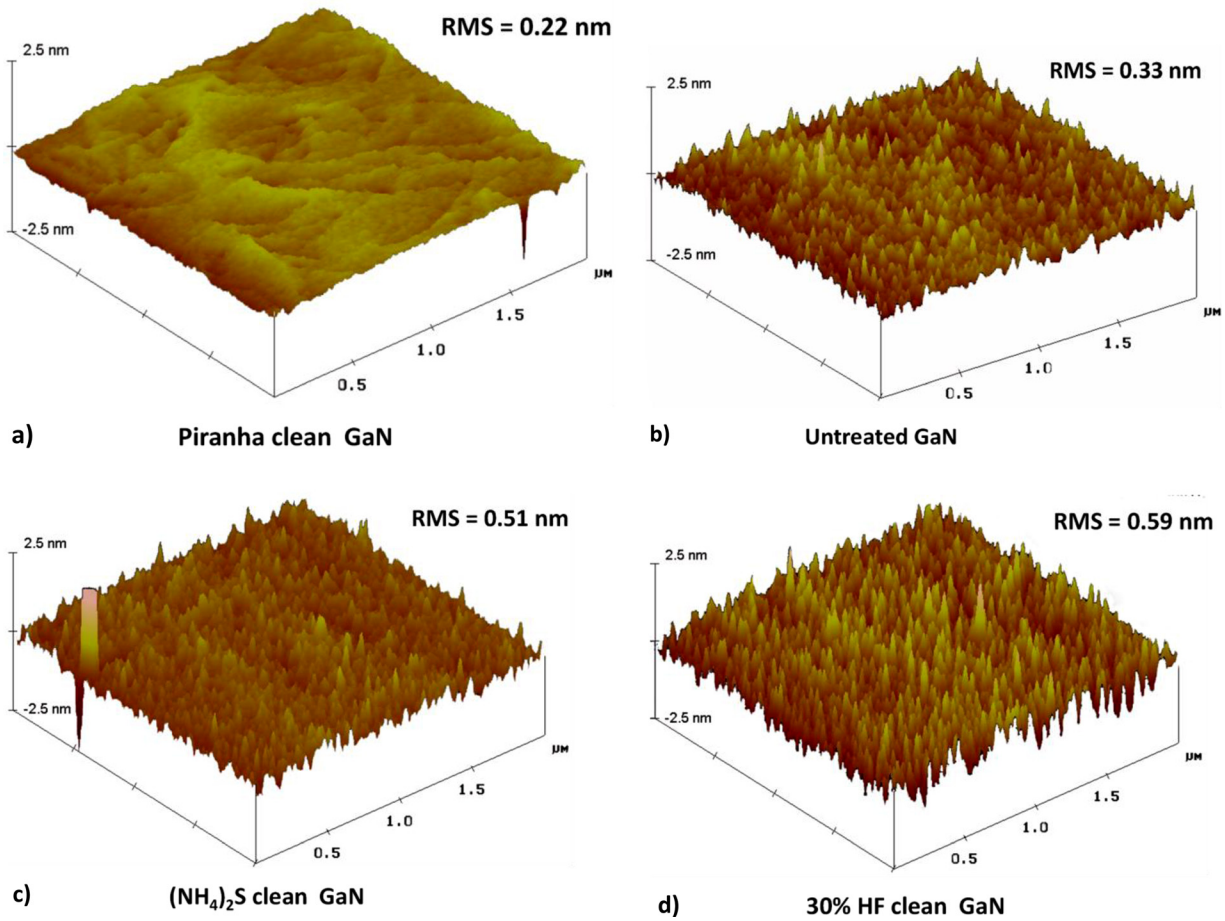 RMS = 0.22 nm
2.5 nm
-2.5 nm
0.5
1.0
1.5
µM
a)
Piranha clean GaN
RMS = 0.33 nm
2.5 nm
-2.5 nm
0.5
1.0
1.5
µM
b)
Untreated GaN
RMS = 0.51 nm
2.5 nm
-2.5 nm
0.5
1.0
1.5
µM
c)
(NH₄)₂S clean GaN
RMS = 0.59 nm
2.5 nm
-2.5 nm
0.5
1.0
1.5
µM
d)
30% HF clean GaN